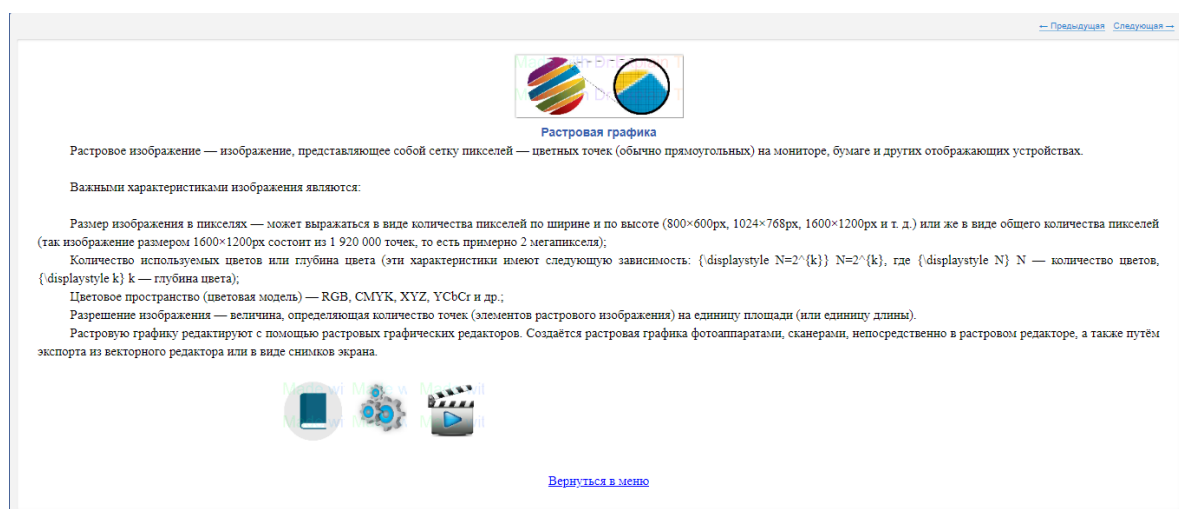 ← Предыдущая Следующая →
Растровая графика
Растровое изображение — изображение, представляющее собой сетку пикселей — цветных точек (обычно прямоугольных) на мониторе, бумаге и других отображающих устройствах.
Важными характеристиками изображения являются:
Размер изображения в пикселях — может выражаться в виде количества пикселей по ширине и по высоте (800×600px, 1024×768px, 1600×1200px и т. д.) или же в виде общего количества пикселей
(так изображение размером 1600×1200px состоит из 1 920 000 точек, то есть примерно 2 мегапикселя);
Количество используемых цветов или глубина цвета (эти характеристики имеют следующую зависимость: {\displaystyle N=2^{k}} N=2^{k}, где {\displaystyle N} N — количество цветов,
{\displaystyle k} k — глубина цвета);
Цветовое пространство (цветовая модель) — RGB, CMYK, XYZ, YCbCr и др.;
Разрешение изображения — величина, определяющая количество точек (элементов растрового изображения) на единицу площади (или единицу длины).
Растровую графику редактируют с помощью растровых графических редакторов. Создаётся растровая графика фотоаппаратами, сканерами, непосредственно в растровом редакторе, а также путём
экспорта из векторного редактора или в виде снимков экрана.
Вернуться в меню